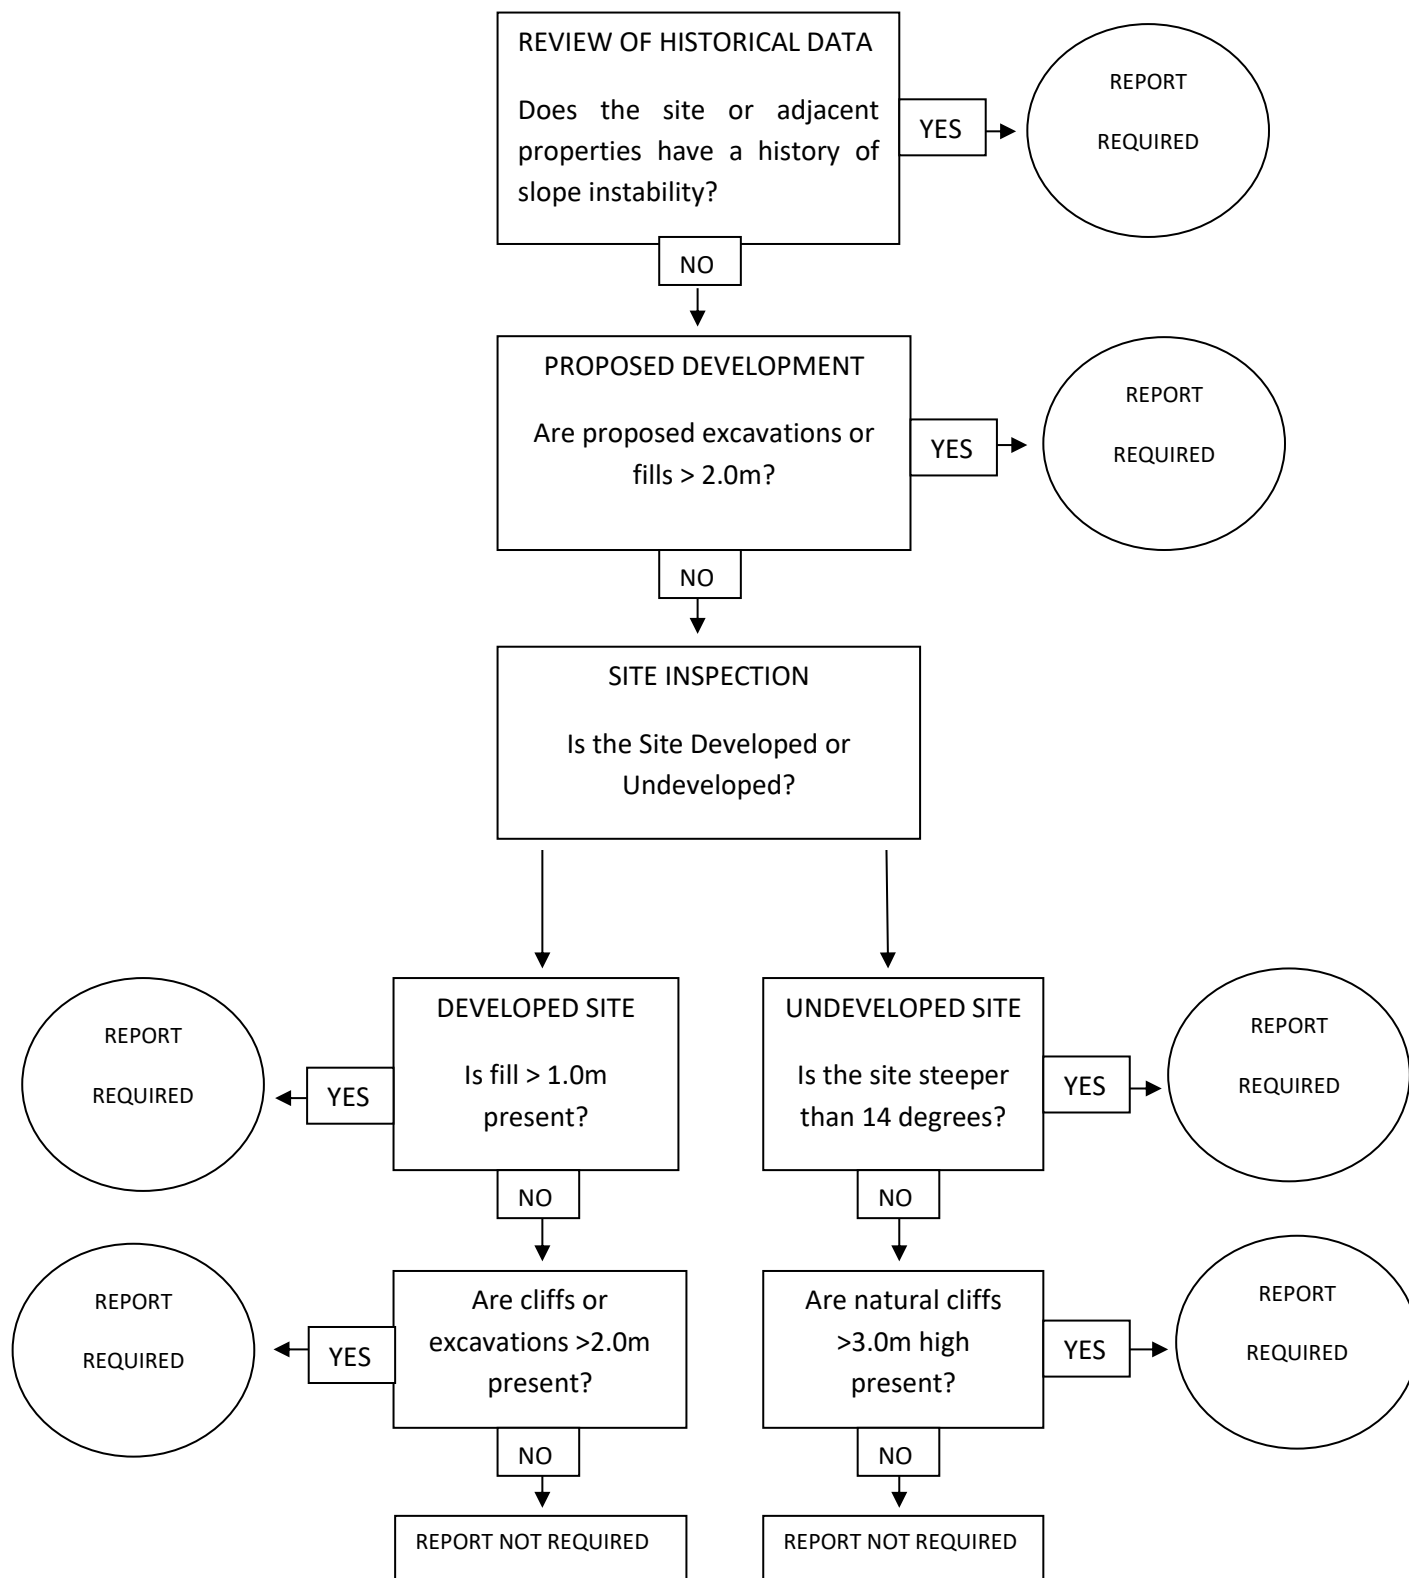 REVIEW OF HISTORICAL DATA
Does the site or adjacent
properties have a history of
slope instability?
YES
REPORT
REQUIRED
NO
PROPOSED DEVELOPMENT
Are proposed excavations or
fills > 2.0m?
YES
REPORT
REQUIRED
NO
SITE INSPECTION
Is the Site Developed or
Undeveloped?
DEVELOPED SITE
Is fill > 1.0m
present?
YES
REPORT
REQUIRED
NO
Are cliffs or
excavations >2.0m
present?
YES
REPORT
REQUIRED
NO
REPORT NOT REQUIRED
UNDEVELOPED SITE
Is the site steeper
than 14 degrees?
YES
REPORT
REQUIRED
NO
Are natural cliffs
>3.0m high
present?
YES
REPORT
REQUIRED
NO
REPORT NOT REQUIRED